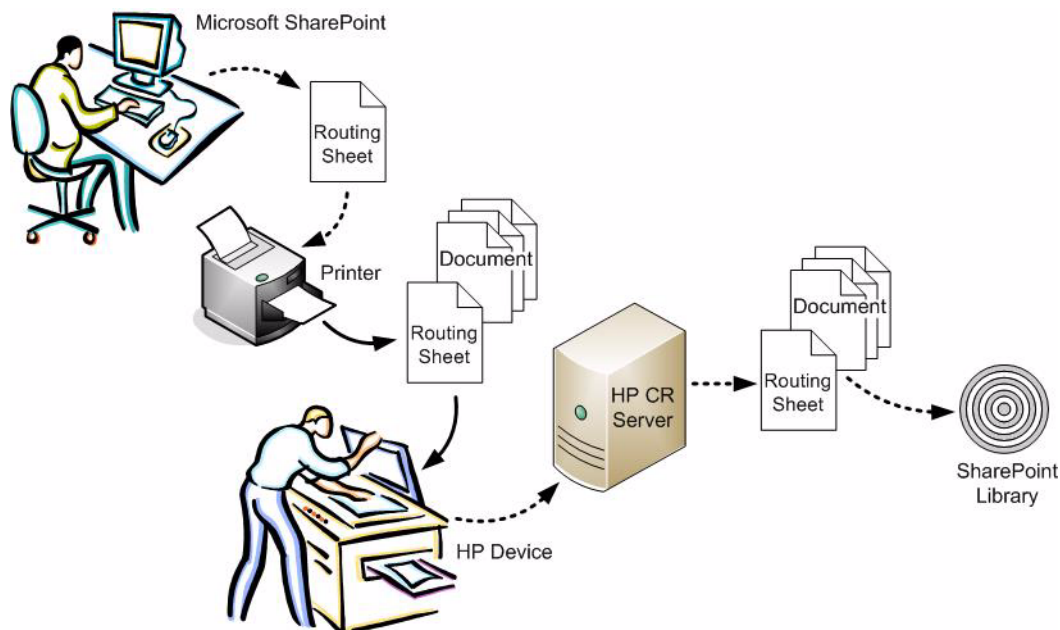 Microsoft SharePoint
Routing
Sheet
Printer
Document
Routing
Sheet
HP Device
HP CR
Server
Document
Routing
Sheet
SharePoint
Library